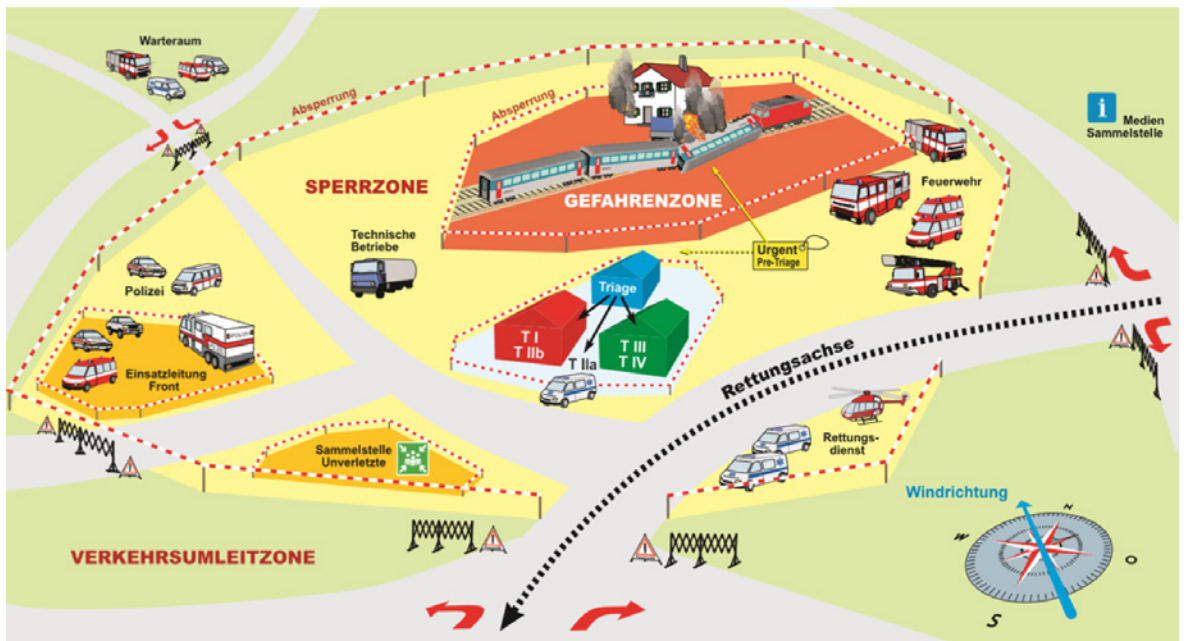 Warteraum
Absperrung
Absperrung
i
Medien
Sammelstelle
SPERRZONE
GEFAHRENZONE
Feuerwehr
Technische
Betriebe
Urgent
Pre-Triage
Polizei
Triage
POLIZEI
T I
T IIb
T III
T IV
T IIa
Rettungsachse
Einsatzleitung
Front
Sammelstelle
Unverletzte
Rettungs-
dienst
Windrichtung
N
W
O
S
VERKEHRSUMLEITZONE